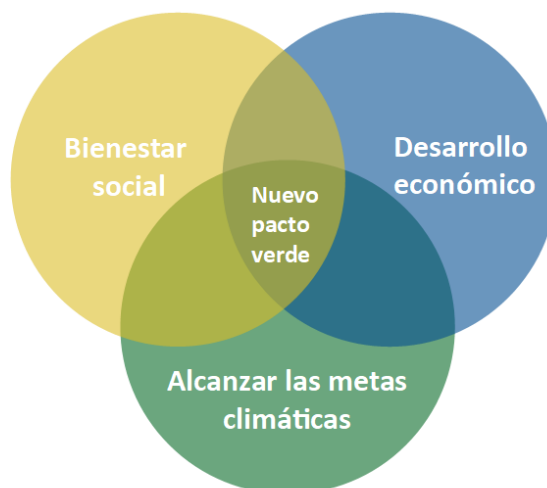 Bienestar
social
Desarrollo
económico
Nuevo
pacto
verde
Alcanzar las metas
climáticas